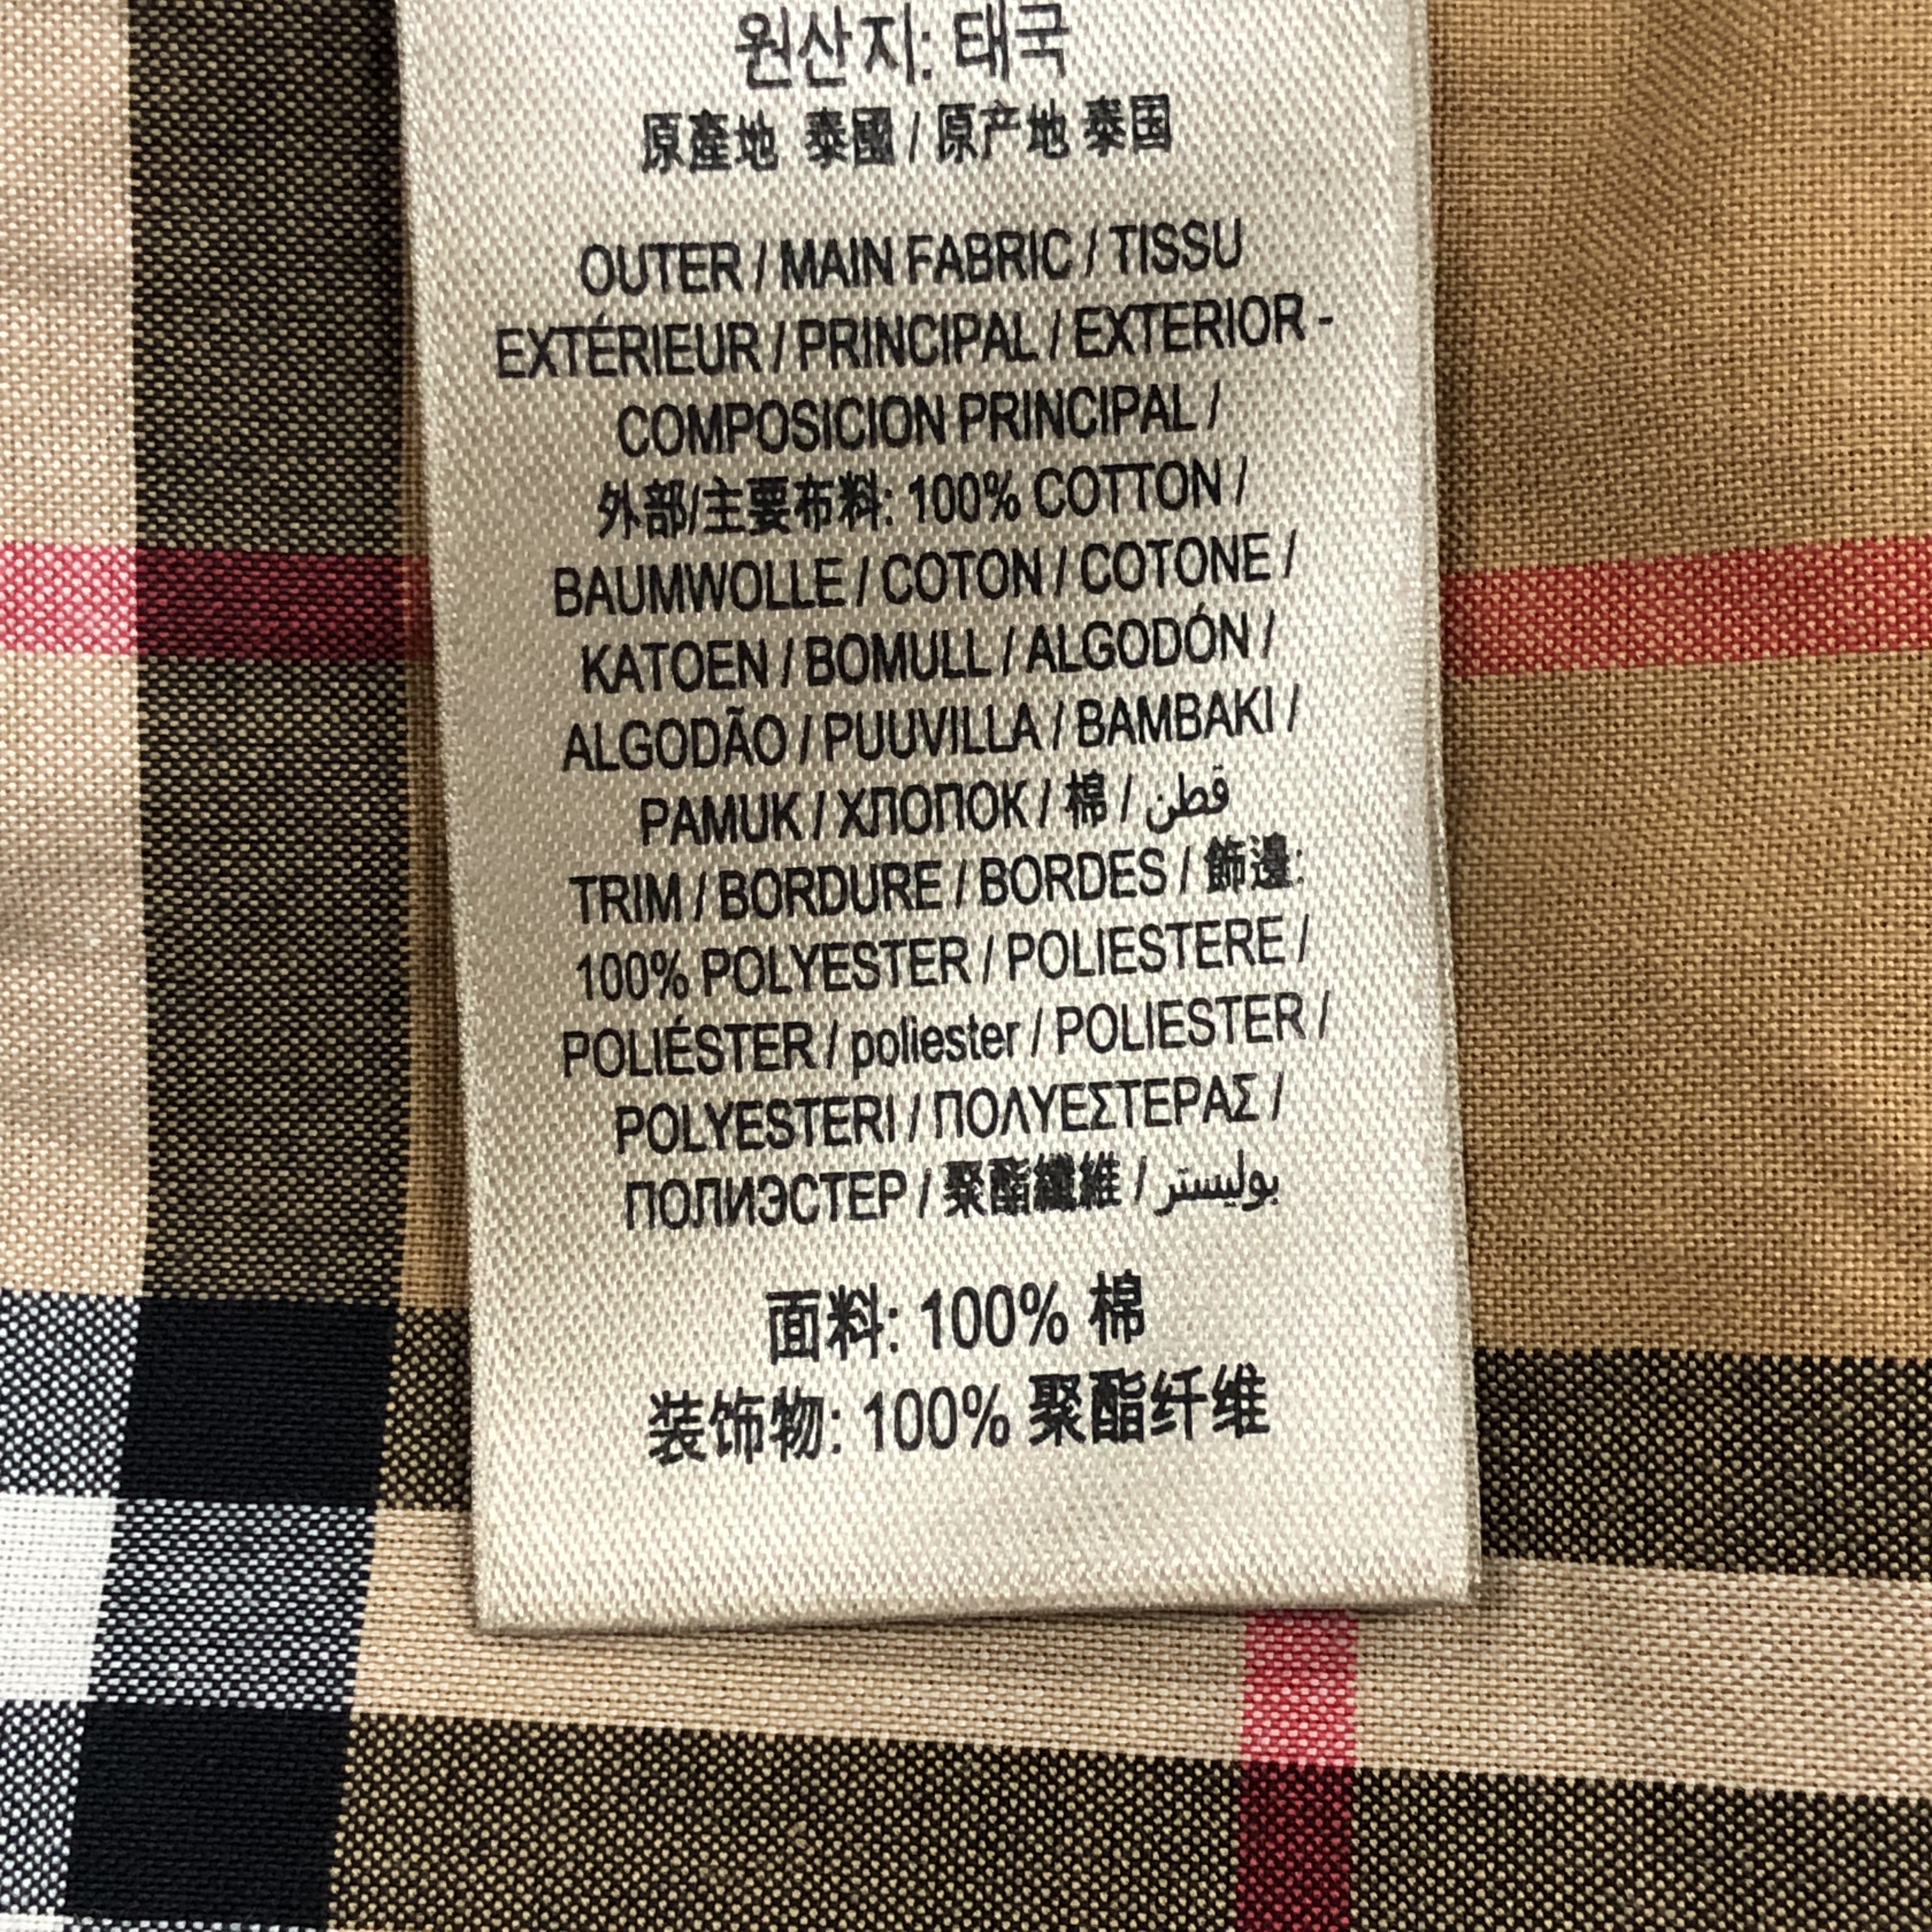 원산지: 태국
原產地 泰國 / 原产地 泰国
OUTER / MAIN FABRIC / TISSU
EXTÉRIEUR / PRINCIPAL / EXTERIOR -
COMPOSICION PRINCIPAL /
外部/主要布料: 100% COTTON /
BAUMWOLLE / COTON / COTONE /
KATOEN / BOMULL / ALGODÓN /
ALGODÃO / PUUVILLA / BAMBAKI /
PAMUK / ХЛОПОК / 棉 / قطن
TRIM / BORDURE / BORDES / 飾邊:
100% POLYESTER / POLIESTERE /
POLIÉSTER / poliester / POLIESTER /
POLYESTERI / ΠΟΛΥΕΣΤΕΡΑΣ /
ПОЛИЭСТЕР / 聚酯纖維 / بوليستر
面料: 100% 棉
装饰物: 100% 聚酯纤维